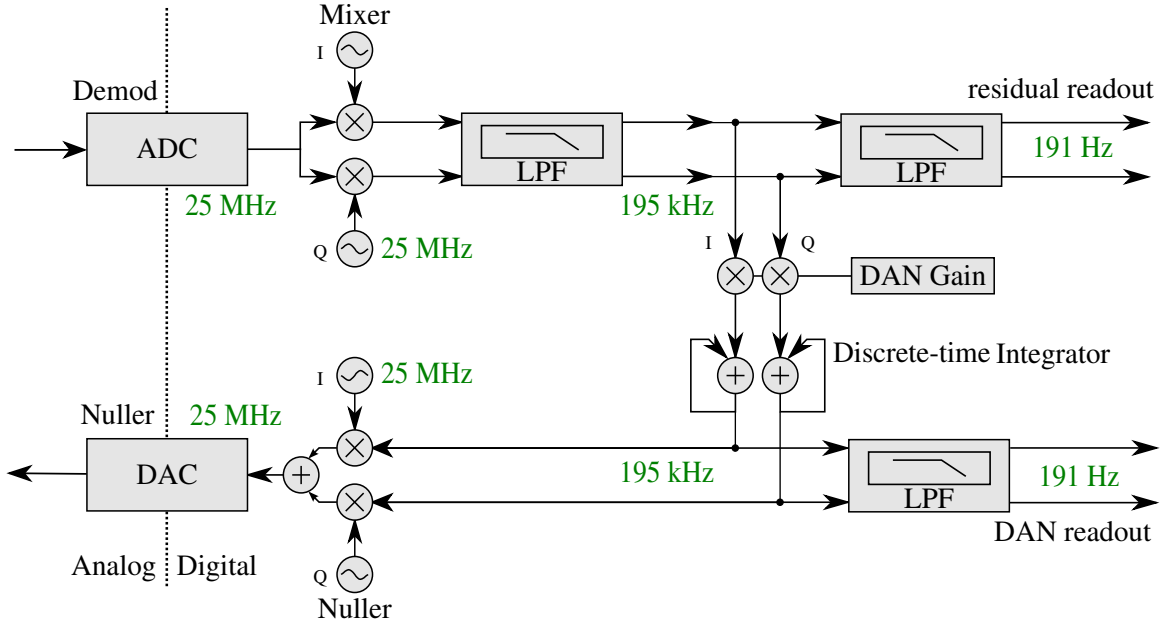 Mixer
I
Demod
residual readout
ADC
LPF
LPF
191 Hz
25 MHz
195 kHz
Q
25 MHz
I
Q
DAN Gain
Discrete-time Integrator
I
25 MHz
Nuller
25 MHz
DAC
195 kHz
LPF
191 Hz
DAN readout
Analog
Digital
Q
Nuller